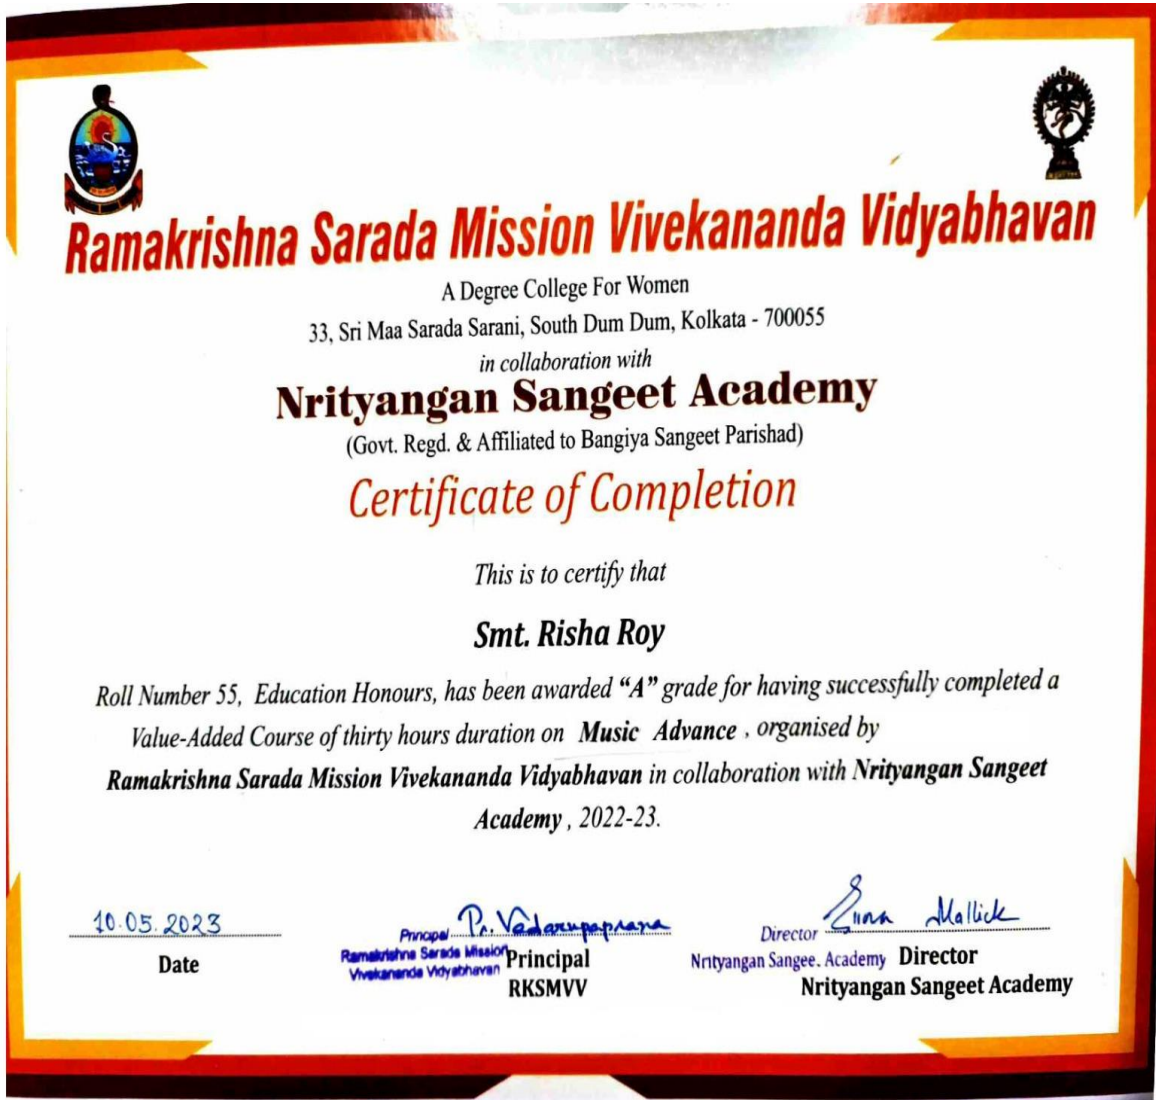 Ramakrishna Sarada Mission Vivekananda Vidyabhavan
A Degree College For Women
33, Sri Maa Sarada Sarani, South Dum Dum, Kolkata - 700055
in collaboration with
Nrityangan Sangeet Academy
(Govt. Regd. & Affiliated to Bangiya Sangeet Parishad)
Certificate of Completion
This is to certify that
Smt. Risha Roy
Roll Number 55, Education Honours, has been awarded “A” grade for having successfully completed a
Value-Added Course of thirty hours duration on Music Advance , organised by
Ramakrishna Sarada Mission Vivekananda Vidyabhavan in collaboration with Nrityangan Sangeet
Academy , 2022-23.
10.05.2023
Date
Pr. Vedarupaprana
Principal
Ramakrishna Sarada Mission
Vivekananda Vidyabhavan
Principal
RKSMVV
Mallick
Director
Nrityangan Sangee. Academy
Director
Nrityangan Sangeet Academy